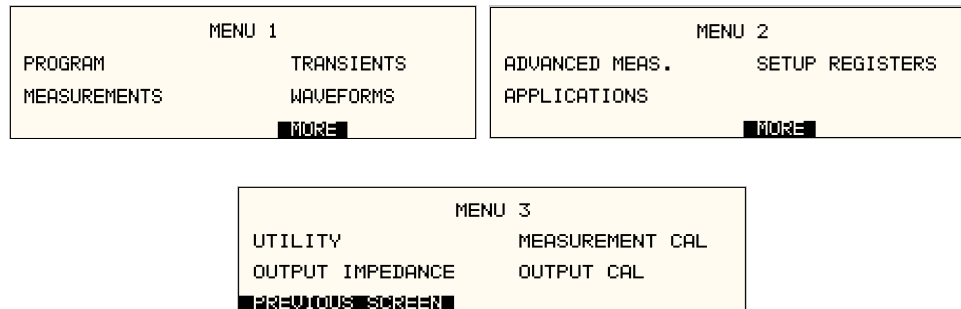 MENU 1
PROGRAM TRANSIENTS
MEASUREMENTS WAVEFORMS
MORE
MENU 2
ADVANCED MEAS. SETUP REGISTERS
APPLICATIONS
MORE
MENU 3
UTILITY MEASUREMENT CAL
OUTPUT IMPEDANCE OUTPUT CAL
PREVIOUS SCREEN